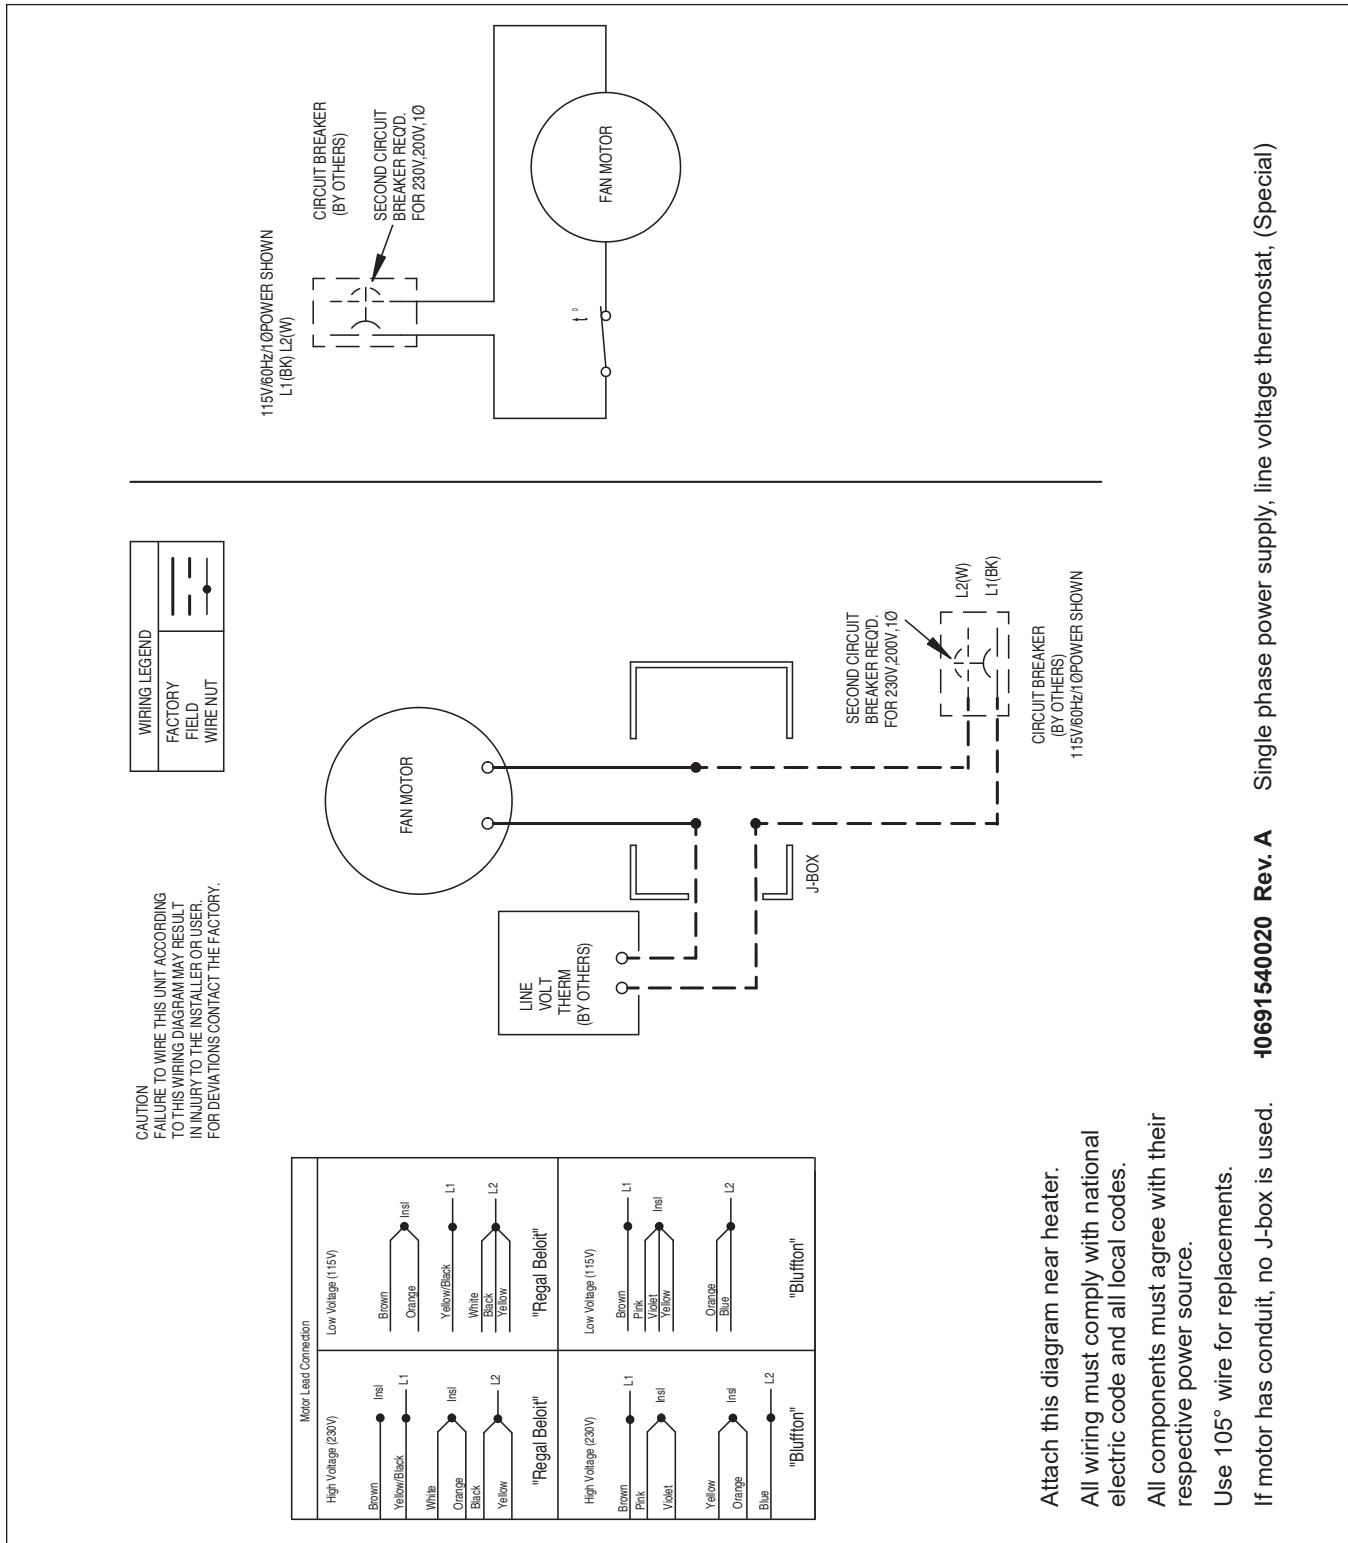 CAUTION
FAILURE TO WIRE THIS UNIT ACCORDING
TO THIS WIRING DIAGRAM MAY RESULT
IN INJURY TO THE INSTALLER OR USER.
FOR DEVIATIONS CONTACT THE FACTORY.
WIRING LEGEND
FACTORY
FIELD
WIRE NUT
Motor Lead Connection
High Voltage (230V)
Brown
Insl
Yellow/Black
L1
White
Orange
Insl
Black
Yellow
L2
"Regal Beloit"
Low Voltage (115V)
Brown
Orange
Insl
Yellow/Black
L1
White
Black
Yellow
L2
"Regal Beloit"
High Voltage (230V)
Brown
L1
Pink
Violet
Insl
Yellow
Orange
Insl
Blue
L2
"Bluffton"
Low Voltage (115V)
Brown
L1
Pink
Violet
Yellow
Insl
Orange
Blue
L2
"Bluffton"
FAN MOTOR
LINE
VOLT
THERM
(BY OTHERS)
J-BOX
SECOND CIRCUIT
BREAKER REQ'D.
FOR 230V,200V,1Ø
L2(W)
L1(BK)
CIRCUIT BREAKER
(BY OTHERS)
115V/60Hz/1ØPOWER SHOWN
115V/60Hz/1ØPOWER SHOWN
L1(BK) L2(W)
CIRCUIT BREAKER
(BY OTHERS)
SECOND CIRCUIT
BREAKER REQ'D.
FOR 230V,200V,1Ø
t°
FAN MOTOR
Attach this diagram near heater.
All wiring must comply with national
electric code and all local codes.
All components must agree with their
respective power source.
Use 105° wire for replacements.
If motor has conduit, no J-box is used.
H0691540020 Rev. A Single phase power supply, line voltage thermostat, (Special)